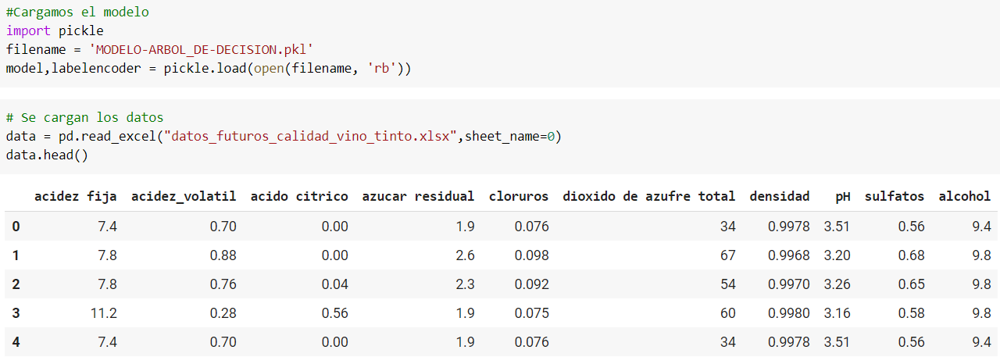 #Cargamos el modelo
import pickle
filename = 'MODELO-ARBOL_DE-DECISION.pkl'
model,labelencoder = pickle.load(open(filename, 'rb'))
# Se cargan los datos
data = pd.read_excel("datos_futuros_calidad_vino_tinto.xlsx",sheet_name=0)
data.head()
acidez fija acidez_volatil acido citrico azucar residual cloruros dioxido de azufre total densidad pH sulfatos alcohol
0 7.4 0.70 0.00 1.9 0.076 34 0.9978 3.51 0.56 9.4
1 7.8 0.88 0.00 2.6 0.098 67 0.9968 3.20 0.68 9.8
2 7.8 0.76 0.04 2.3 0.092 54 0.9970 3.26 0.65 9.8
3 11.2 0.28 0.56 1.9 0.075 60 0.9980 3.16 0.58 9.8
4 7.4 0.70 0.00 1.9 0.076 34 0.9978 3.51 0.56 9.4